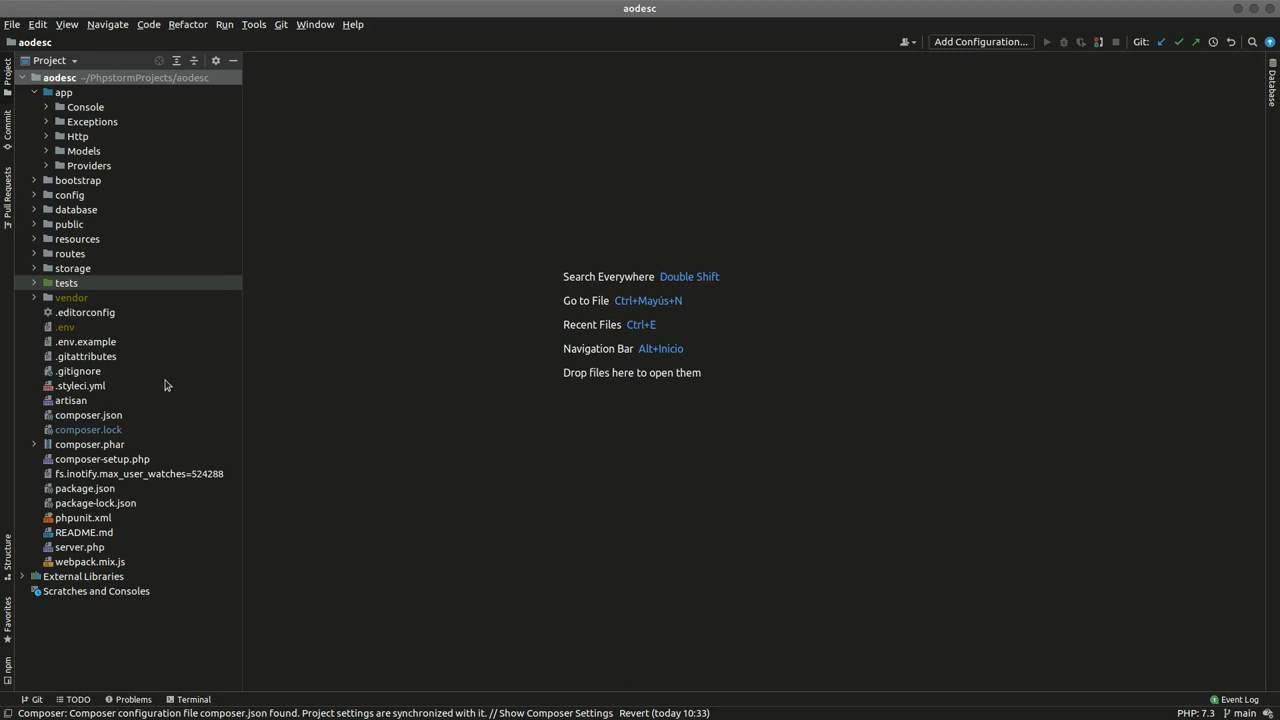 aodesc
File Edit View Navigate Code Refactor Run Tools Git Window Help
aodesc
Add Configuration...
Git:
Project
aodesc ~/PhpstormProjects/aodesc
app
Console
Exceptions
Http
Models
Providers
bootstrap
config
database
public
resources
routes
storage
tests
vendor
.editorconfig
.env
.env.example
.gitattributes
.gitignore
.styleci.yml
artisan
composer.json
composer.lock
composer.phar
composer-setup.php
fs.inotify.max_user_watches=524288
package.json
package-lock.json
phpunit.xml
README.md
server.php
webpack.mix.js
External Libraries
Scratches and Consoles
Project
Commit
Pull Requests
Structure
Favorites
npm
Search Everywhere Double Shift
Go to File Ctrl+Mayús+N
Recent Files Ctrl+E
Navigation Bar Alt+Inicio
Drop files here to open them
Database
Git
TODO
Problems
Terminal
Event Log
Composer: Composer configuration file composer.json found. Project settings are synchronized with it. // Show Composer Settings Revert (today 10:33)
PHP: 7.3
main